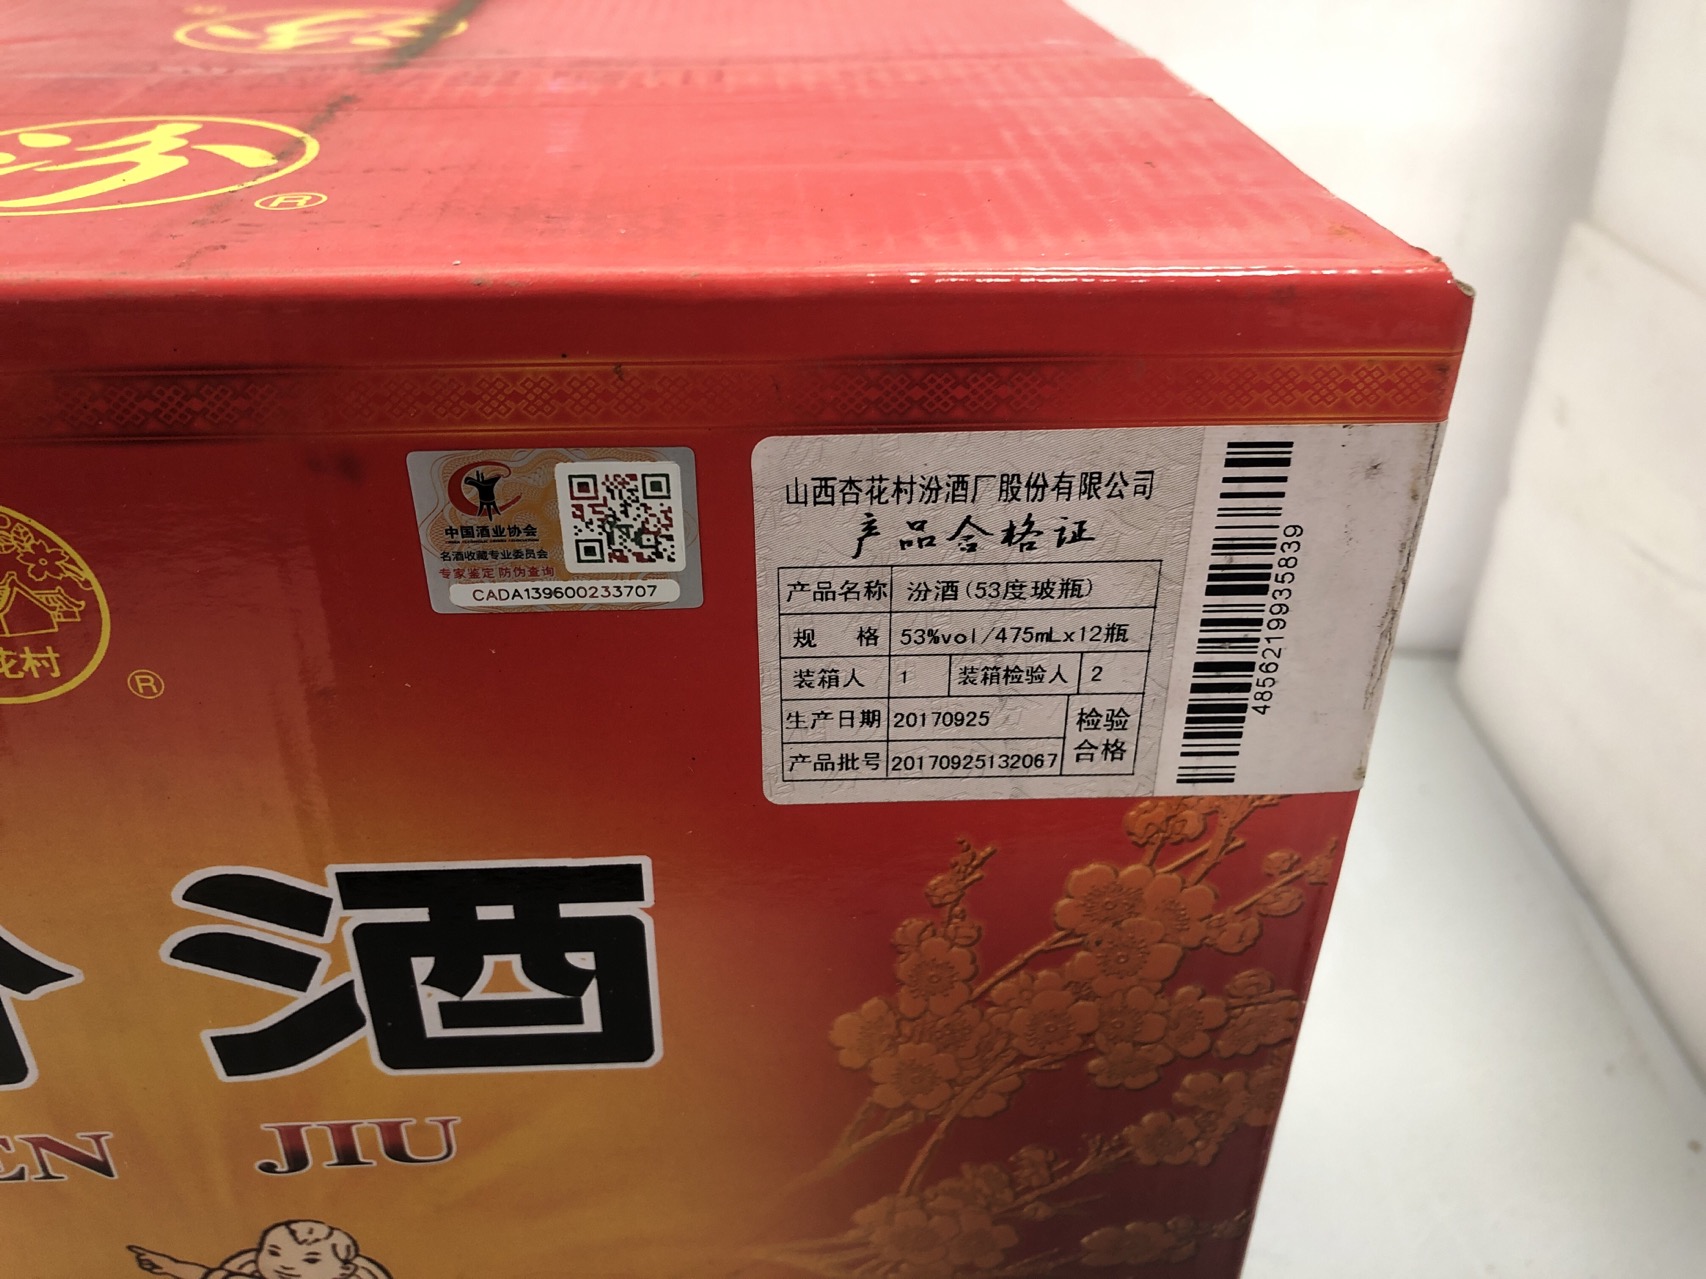 汾
®
花村
®
中国酒业协会
名酒收藏专业委员会
专家鉴定 防伪查询
CADA139600233707
山西杏花村汾酒厂股份有限公司
产品合格证
产品名称 汾酒(53度玻瓶)
规 格 53%vol/475mLx12瓶
装箱人 1 装箱检验人 2
生产日期 20170925 检验
产品批号 20170925132067 合格
4856219935839
酒
EN JIU